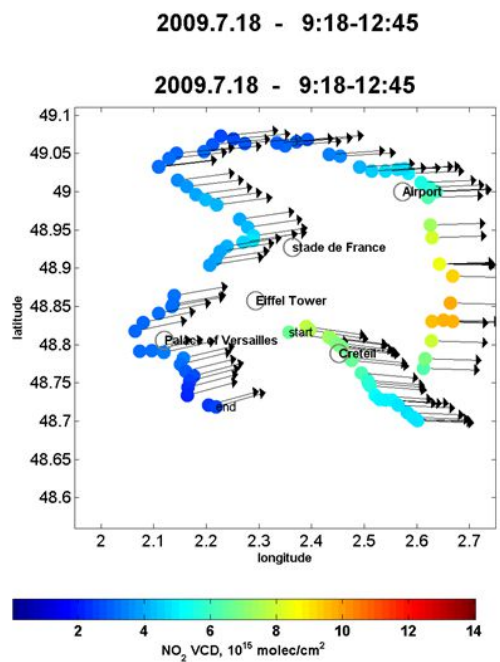 2009.7.18 - 9:18-12:45
2009.7.18 - 9:18-12:45
49.1
49.05
49
48.95
48.9
48.85
48.8
48.75
48.7
48.65
48.6
latitude
Airport
stade de France
Eiffel Tower
start
Palace of Versailles
Creteil
end
2 2.1 2.2 2.3 2.4 2.5 2.6 2.7
longitude
2 4 6 8 10 12 14
NO₂ VCD, 10¹⁵ molec/cm²